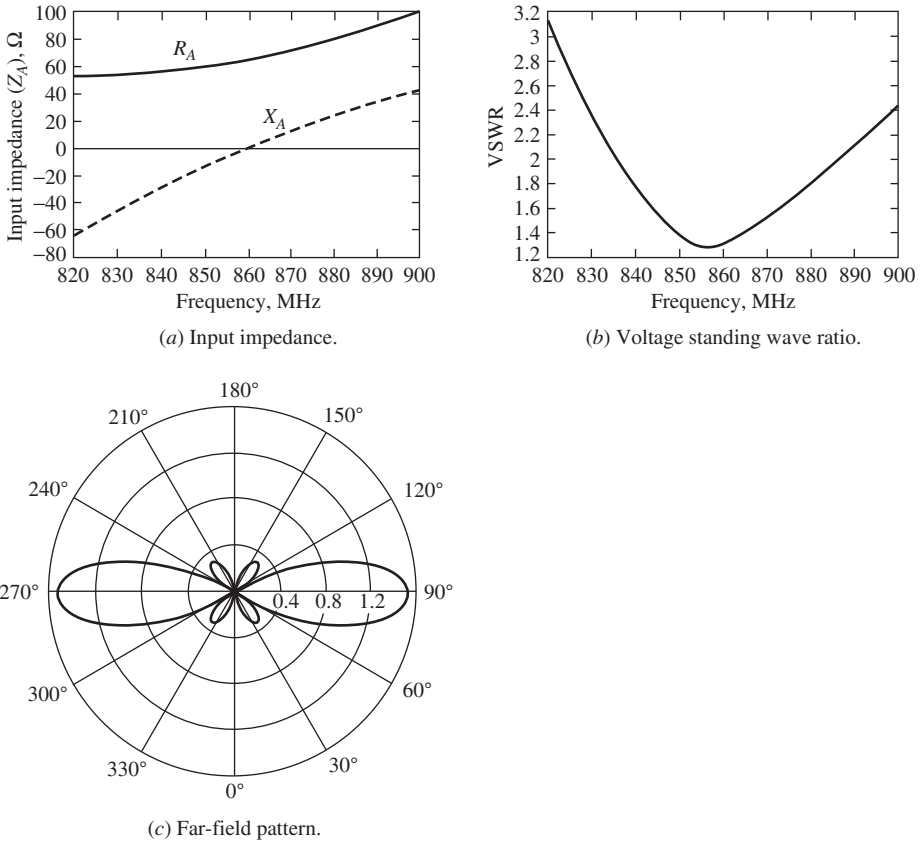 100
80
60
40
20
0
−20
−40
−60
−80
Input impedance (Z_A), Ω
R_A
X_A
820 830 840 850 860 870 880 890 900
Frequency, MHz
(a) Input impedance.
3.2
3
2.8
2.6
2.4
2.2
2
1.8
1.6
1.4
1.2
VSWR
820 830 840 850 860 870 880 890 900
Frequency, MHz
(b) Voltage standing wave ratio.
180°
210° 150°
240° 120°
270° 0.4 0.8 1.2 90°
300° 60°
330° 30°
0°
(c) Far-field pattern.